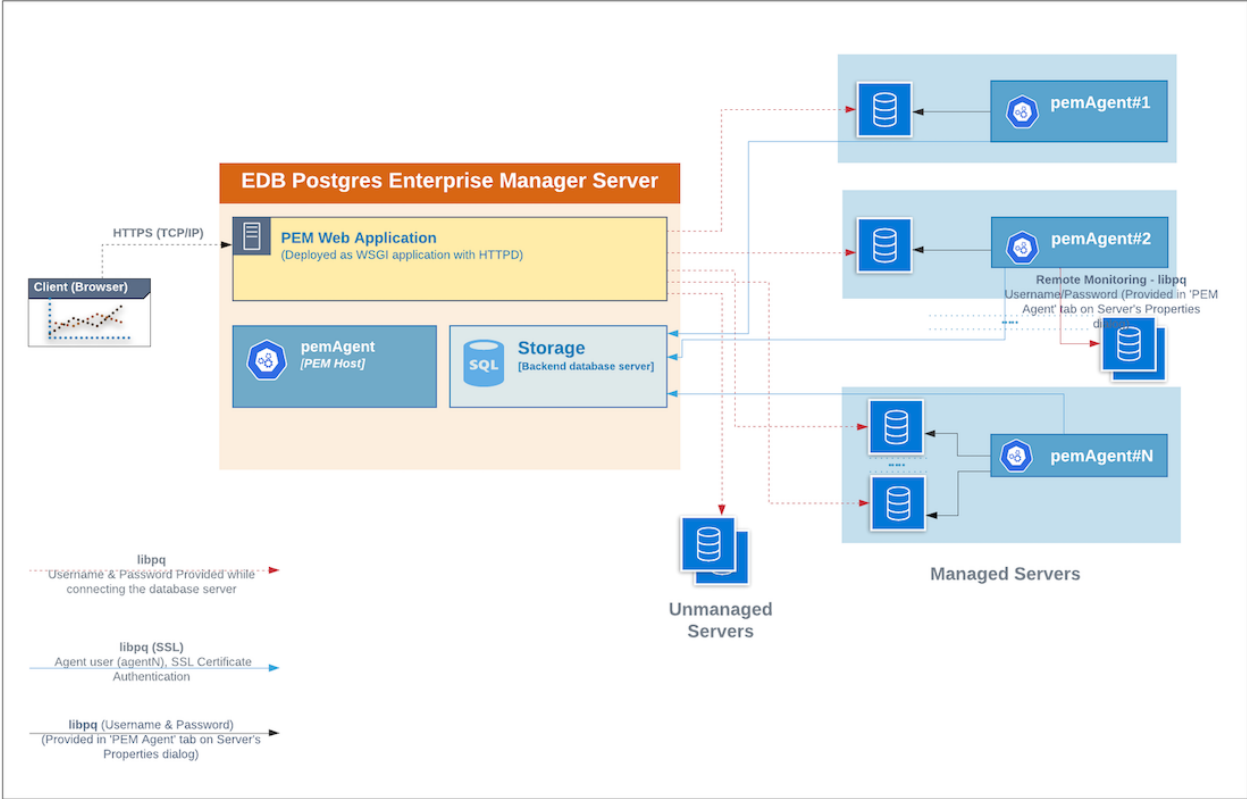 pemAgent#1
EDB Postgres Enterprise Manager Server
HTTPS (TCP/IP)
PEM Web Application
(Deployed as WSGI application with HTTPD)
pemAgent#2
Remote Monitoring - libpq
Username/Password (Provided in 'PEM
Agent' tab on Server's Properties
dialog)
Client (Browser)
pemAgent
[PEM Host]
SQL
Storage
[Backend database server]
pemAgent#N
Managed Servers
Unmanaged
Servers
libpq
Username & Password Provided while
connecting the database server
libpq (SSL)
Agent user (agentN), SSL Certificate
Authentication
libpq (Username & Password)
(Provided in 'PEM Agent' tab on Server's
Properties dialog)